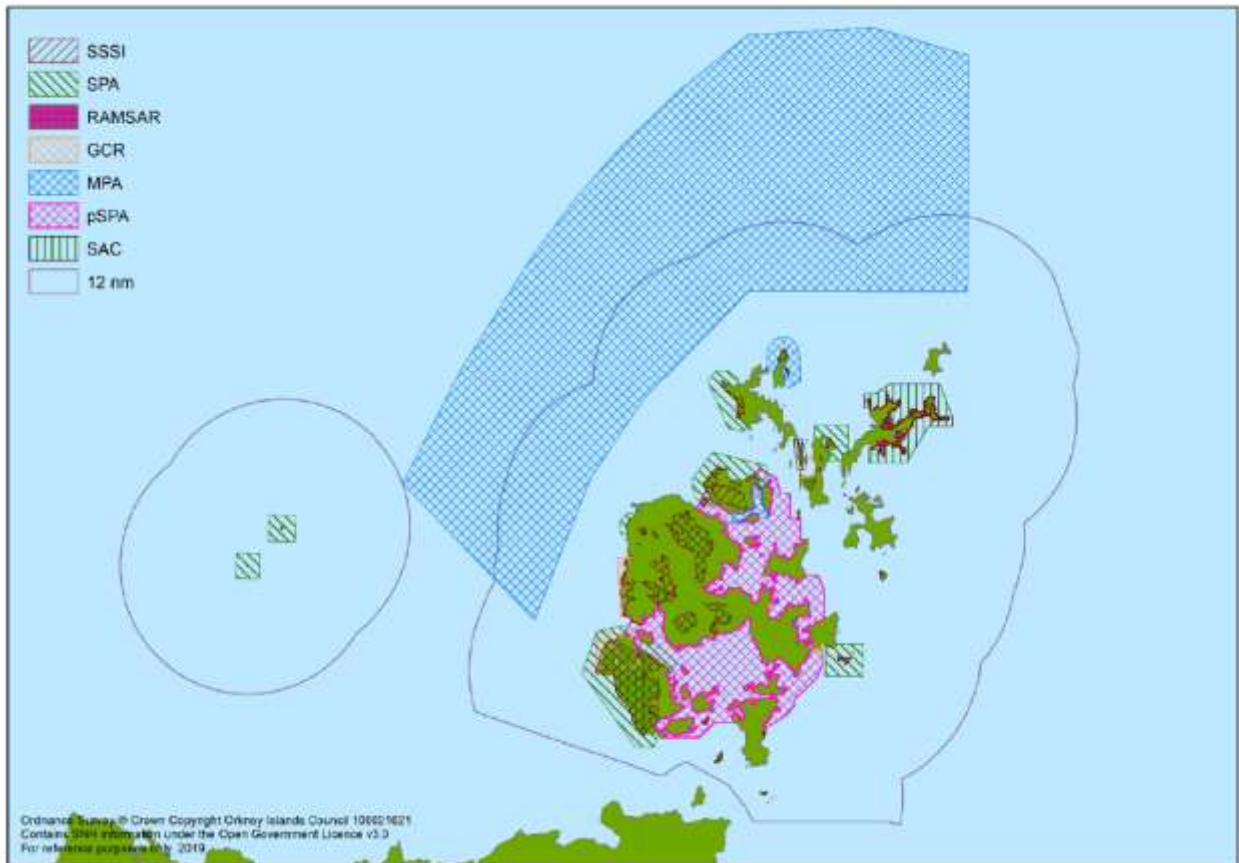 SSSI
SPA
RAMSAR
GCR
MPA
pSPA
SAC
12 nm
Ordnance Survey © Crown Copyright Orkney Islands Council 100021621
Contains SNH information under the Open Government Licence v3.0
For reference purposes only. 2019